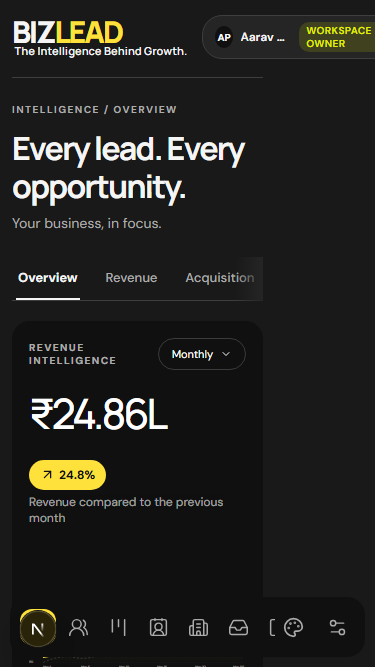 BIZLEAD
The Intelligence Behind Growth.
AP
Aarav ...
WORKSPACE
OWNER
INTELLIGENCE / OVERVIEW
Every lead. Every
opportunity.
Your business, in focus.
Overview
Revenue
Acquisition
REVENUE
INTELLIGENCE
Monthly
₹24.86L
24.8%
Revenue compared to the previous
month
N